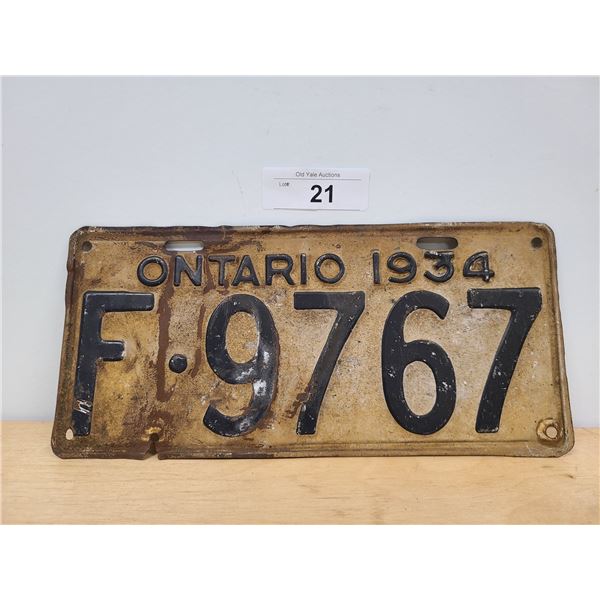 Old Yale Auctions
Lot# 21
ONTARIO 1934
F·9767